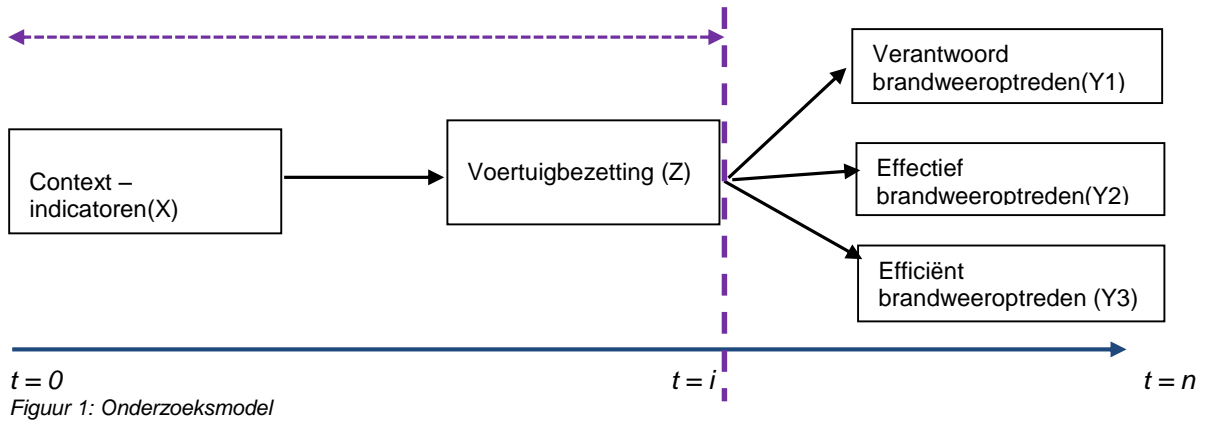 Verantwoord
brandweeroptreden(Y1)
Context –
indicatoren(X)
Voertuigbezetting (Z)
Effectief
brandweeroptreden(Y2)
Efficiënt
brandweeroptreden (Y3)
t = 0
t = i
t = n
Figuur 1: Onderzoeksmodel